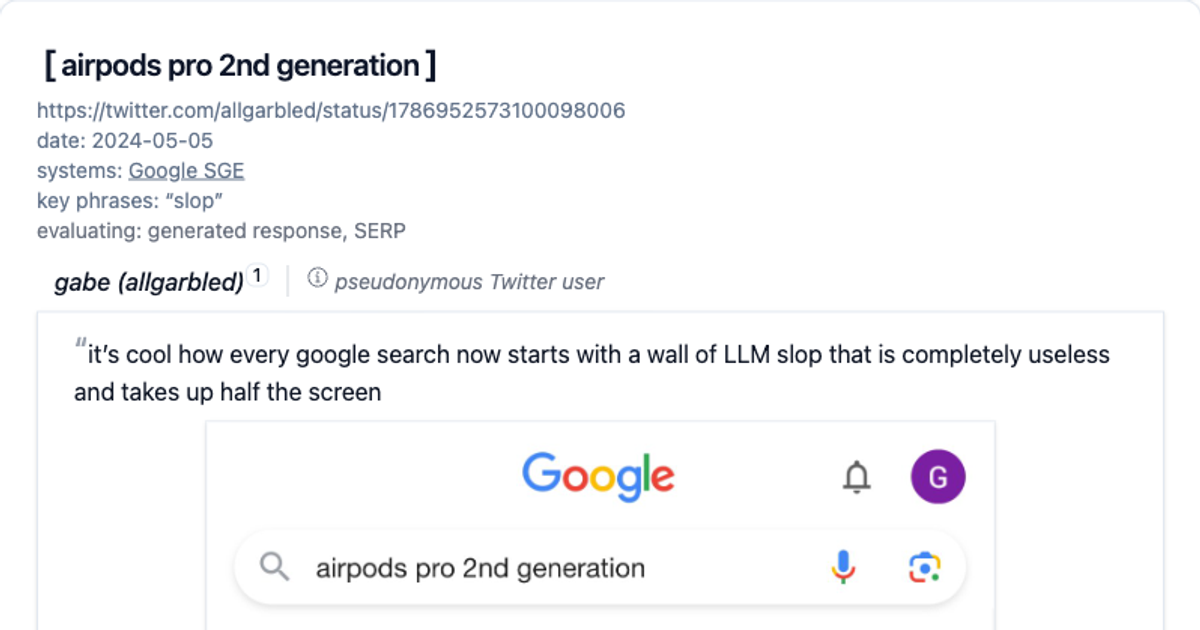 [ airpods pro 2nd generation ]
https://twitter.com/allgarbled/status/1786952573100098006
date: 2024-05-05
systems: Google SGE
key phrases: “slop”
evaluating: generated response, SERP
gabe (allgarbled) 1 pseudonymous Twitter user
“it’s cool how every google search now starts with a wall of LLM slop that is completely useless
and takes up half the screen
Google G
airpods pro 2nd generation